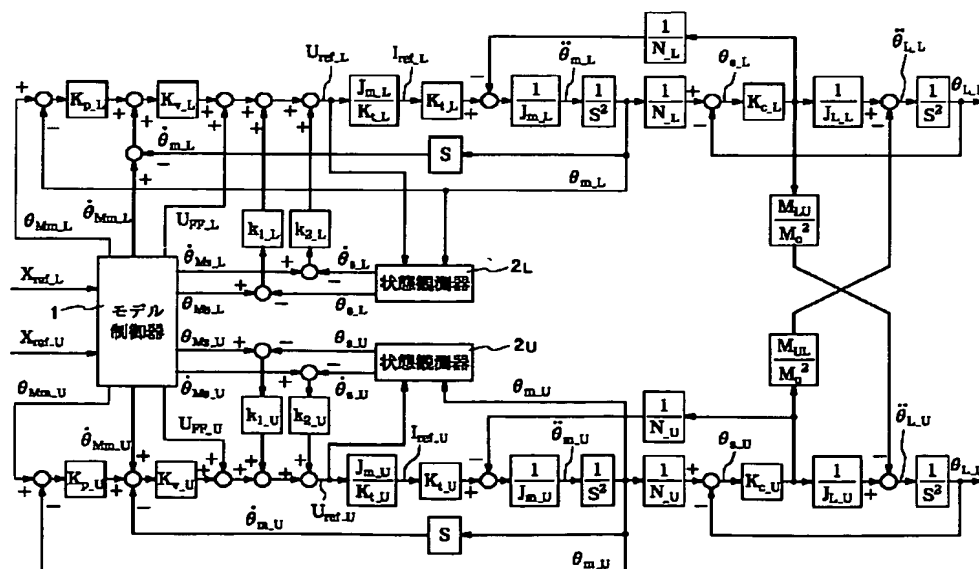 U_ref_L
I_ref_L
θ̈_m_L
1
N_L
θ_s_L
θ̈_L_L
θ_L_L
+
−
K_p_L
+
+
K_v_L
+
+
+
+
+
+
J_m_L
K_t_L
K_t_L
−
+
1
J_m_L
1
S²
1
N_L
+
−
K_c_L
1
J_L_L
+
−
1
S²
θ̇_m_L
−
+
S
θ_m_L
θ_Mm_L
θ̇_Mm_L
U_FF_L
k_1_L
k_2_L
M_LU
M_o²
X_ref_L
1
モデル
制御器
θ̇_Ms_L
+
−
θ̇_s_L
状態観測器
2L
θ_Ms_L
+
−
θ_s_L
X_ref_U
θ_Ms_U
+
−
θ_s_U
状態観測器
2U
θ̇_Ms_U
+
−
θ̇_s_U
M_UL
M_o²
θ_Mm_U
θ̇_Mm_U
U_FF_U
k_1_U
k_2_U
I_ref_U
θ_m_U
θ̈_m_U
1
N_U
θ_s_U
θ̈_L_U
θ_L_U
+
−
K_p_U
+
+
−
K_v_U
+
+
+
+
+
+
U_ref_U
J_m_U
K_t_U
K_t_U
−
+
1
J_m_U
1
S²
1
N_U
+
−
K_c_U
1
J_L_U
+
−
1
S²
θ̇_m_U
S
θ_m_U